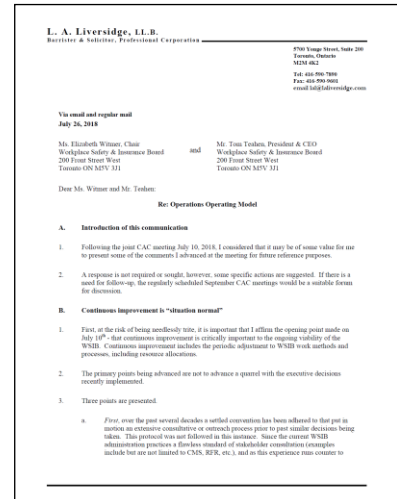 L. A. Liversidge, LL.B.
Barrister & Solicitor, Professional Corporation
5700 Yonge Street, Suite 200
Toronto, Ontario
M2M 4K2
Tel: 416-590-7890
Fax: 416-590-9601
email:lal@laliversidge.com
Via email and regular mail
July 26, 2018
Ms. Elizabeth Witmer, Chair
Workplace Safety & Insurance Board
200 Front Street West
Toronto ON M5V 3J1
and
Mr. Tom Teahen, President & CEO
Workplace Safety & Insurance Board
200 Front Street West
Toronto ON M5V 3J1
Dear Ms. Witmer and Mr. Teahen:
Re: Operations Operating Model
A. Introduction of this communication
1. Following the joint CAC meeting July 10, 2018, I considered that it may be of some value for me
to present some of the comments I advanced at the meeting for future reference purposes.
2. A response is not required or sought, however, some specific actions are suggested. If there is a
need for follow-up, the regularly scheduled September CAC meetings would be a suitable forum
for discussion.
B. Continuous improvement is "situation normal"
1. First, at the risk of being needlessly trite, it is important that I affirm the opening point made on
July 10th - that continuous improvement is critically important to the ongoing viability of the
WSIB. Continuous improvement includes the periodic adjustment to WSIB work methods and
processes, including resource allocations.
2. The primary points being advanced are not to advance a quarrel with the executive decisions
recently implemented.
3. Three points are presented.
a. First, over the past several decades a settled convention has been adhered to that put in
motion an extensive consultative or outreach process prior to past similar decisions being
taken. This protocol was not followed in this instance. Since the current WSIB
administration practices a flawless standard of stakeholder consultation (examples
include but are not limited to CMS, RFR, etc.), and as this experience runs counter to